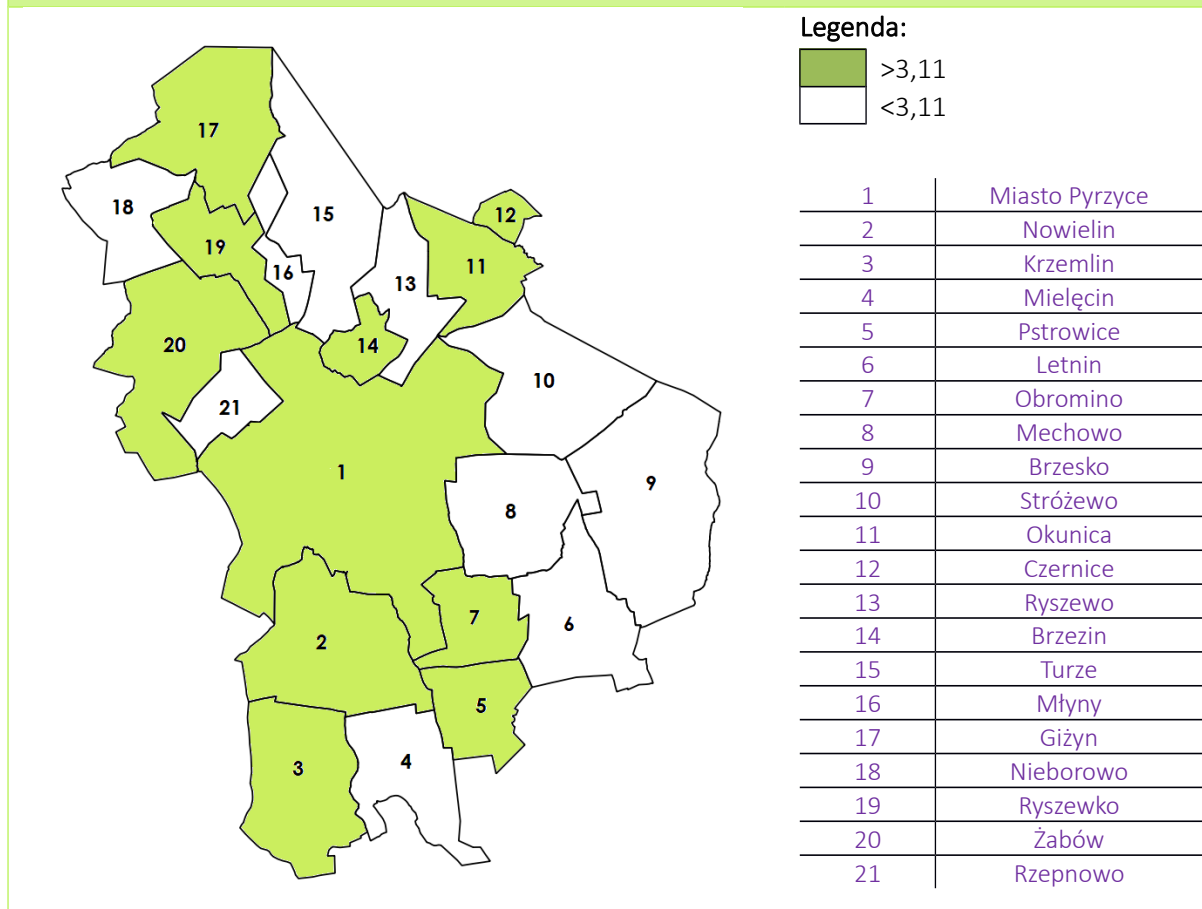 Legenda:
>3,11
<3,11
17
18
12
15
19
11
16
13
14
20
10
21
1
9
8
7
6
2
5
4
3
1 Miasto Pyrzyce
2 Nowielin
3 Krzemlin
4 Mielęcin
5 Pstrowice
6 Letnin
7 Obromino
8 Mechowo
9 Brzesko
10 Stróżewo
11 Okunica
12 Czernice
13 Ryszewo
14 Brzezin
15 Turze
16 Młyny
17 Giżyn
18 Nieborowo
19 Ryszewko
20 Żabów
21 Rzepnowo